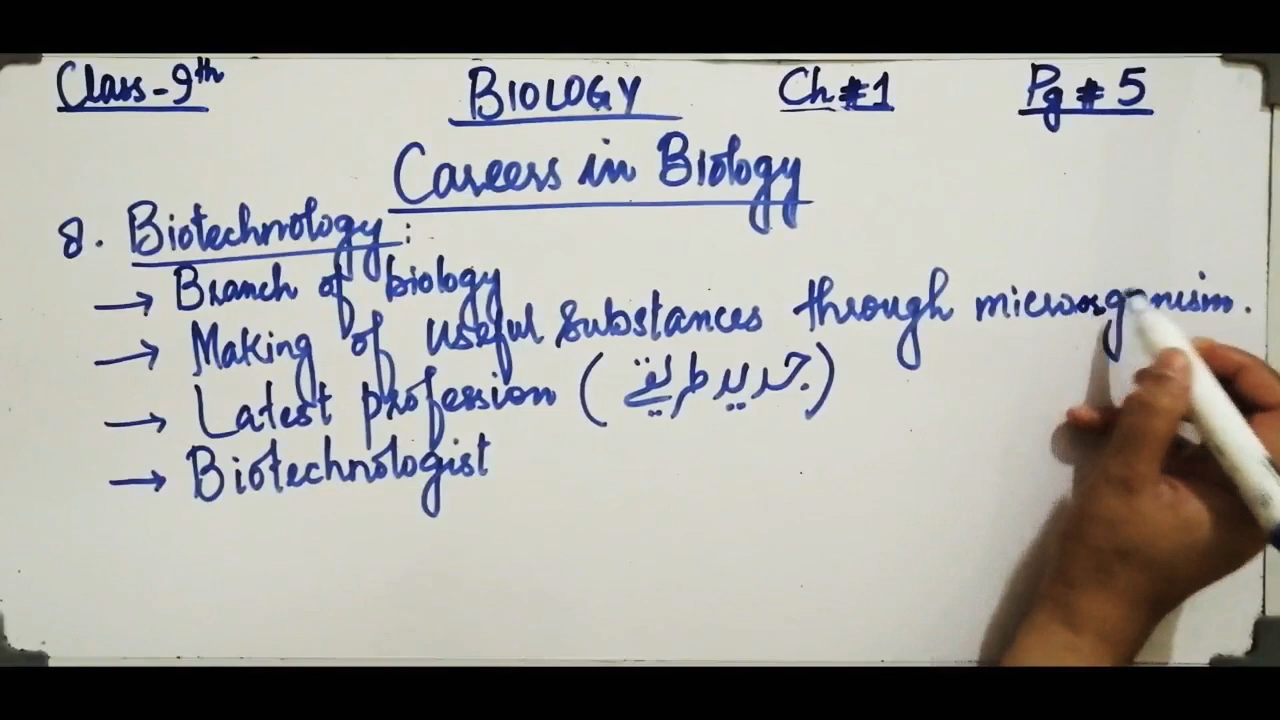 Class-9th BIOLOGY Ch#1 Pg#5
Careers in Biology
8. Biotechnology:
→ Branch of biology
→ Making of useful substances through microorganism.
→ Latest profession (جدید طریقے)
→ Biotechnologist